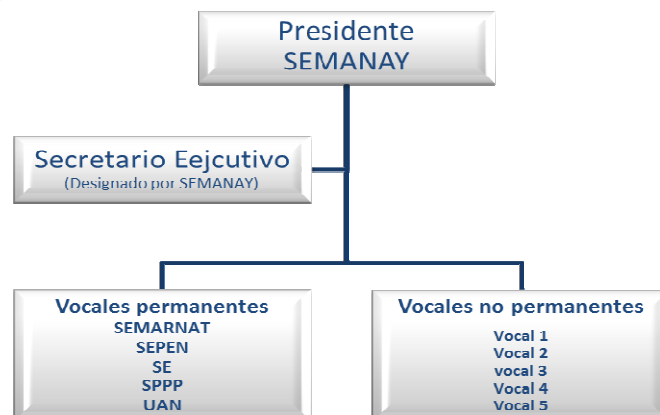 Presidente
SEMANAY
Secretario Eejcutivo
(Designado por SEMANAY)
Vocales permanentes
SEMARNAT
SEPEN
SE
SPPP
UAN
Vocales no permanentes
Vocal 1
Vocal 2
vocal 3
Vocal 4
Vocal 5